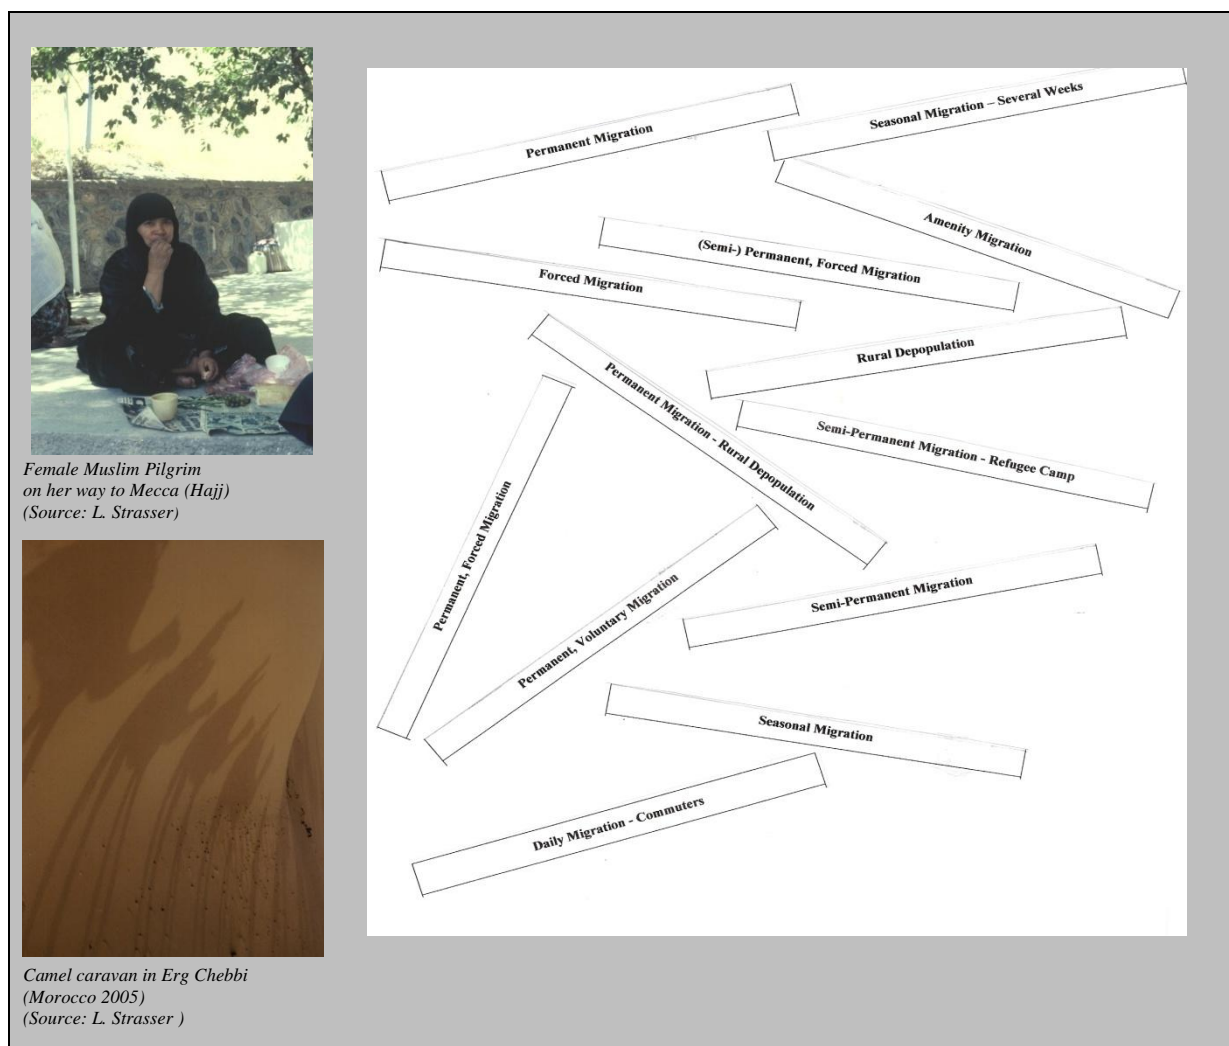 Female Muslim Pilgrim
on her way to Mecca (Hajj)
(Source: L. Strasser)
Camel caravan in Erg Chebbi
(Morocco 2005)
(Source: L. Strasser )
Permanent Migration
Seasonal Migration – Several Weeks
Amenity Migration
(Semi-) Permanent, Forced Migration
Forced Migration
Rural Depopulation
Permanent Migration - Rural Depopulation
Semi-Permanent Migration - Refugee Camp
Permanent, Forced Migration
Permanent, Voluntary Migration
Semi-Permanent Migration
Seasonal Migration
Daily Migration - Commuters